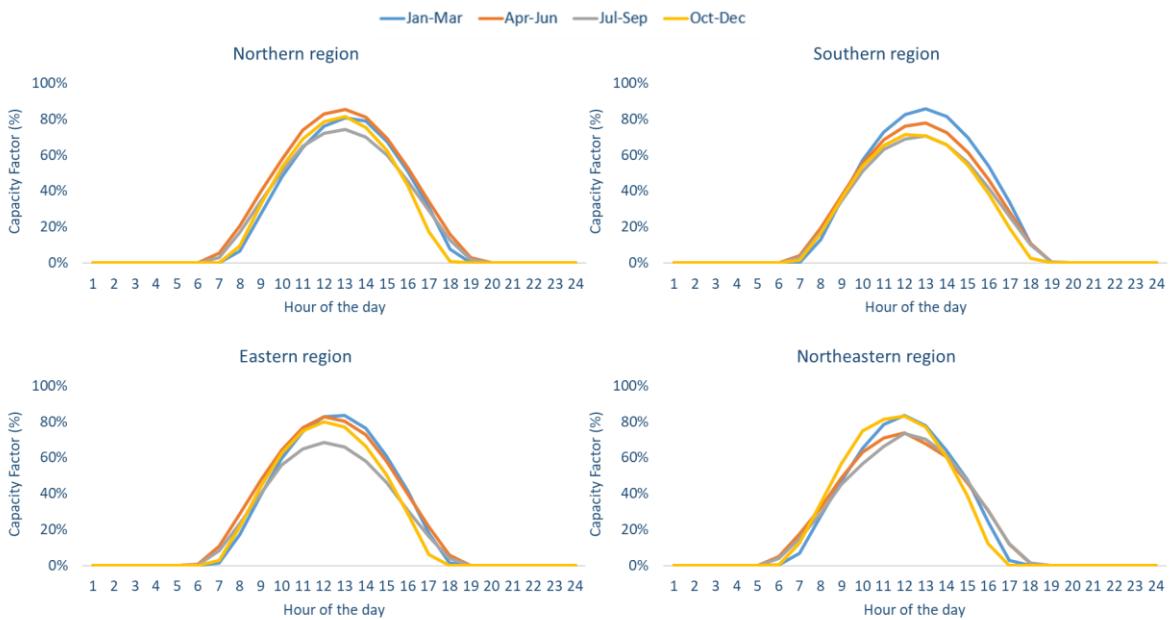 Jan-Mar Apr-Jun Jul-Sep Oct-Dec
Northern region
Capacity Factor (%)
100%
80%
60%
40%
20%
0%
1 2 3 4 5 6 7 8 9 10 11 12 13 14 15 16 17 18 19 20 21 22 23 24
Hour of the day
Southern region
Capacity Factor (%)
100%
80%
60%
40%
20%
0%
1 2 3 4 5 6 7 8 9 10 11 12 13 14 15 16 17 18 19 20 21 22 23 24
Hour of the day
Eastern region
Capacity Factor (%)
100%
80%
60%
40%
20%
0%
1 2 3 4 5 6 7 8 9 10 11 12 13 14 15 16 17 18 19 20 21 22 23 24
Hour of the day
Northeastern region
Capacity Factor (%)
100%
80%
60%
40%
20%
0%
1 2 3 4 5 6 7 8 9 10 11 12 13 14 15 16 17 18 19 20 21 22 23 24
Hour of the day